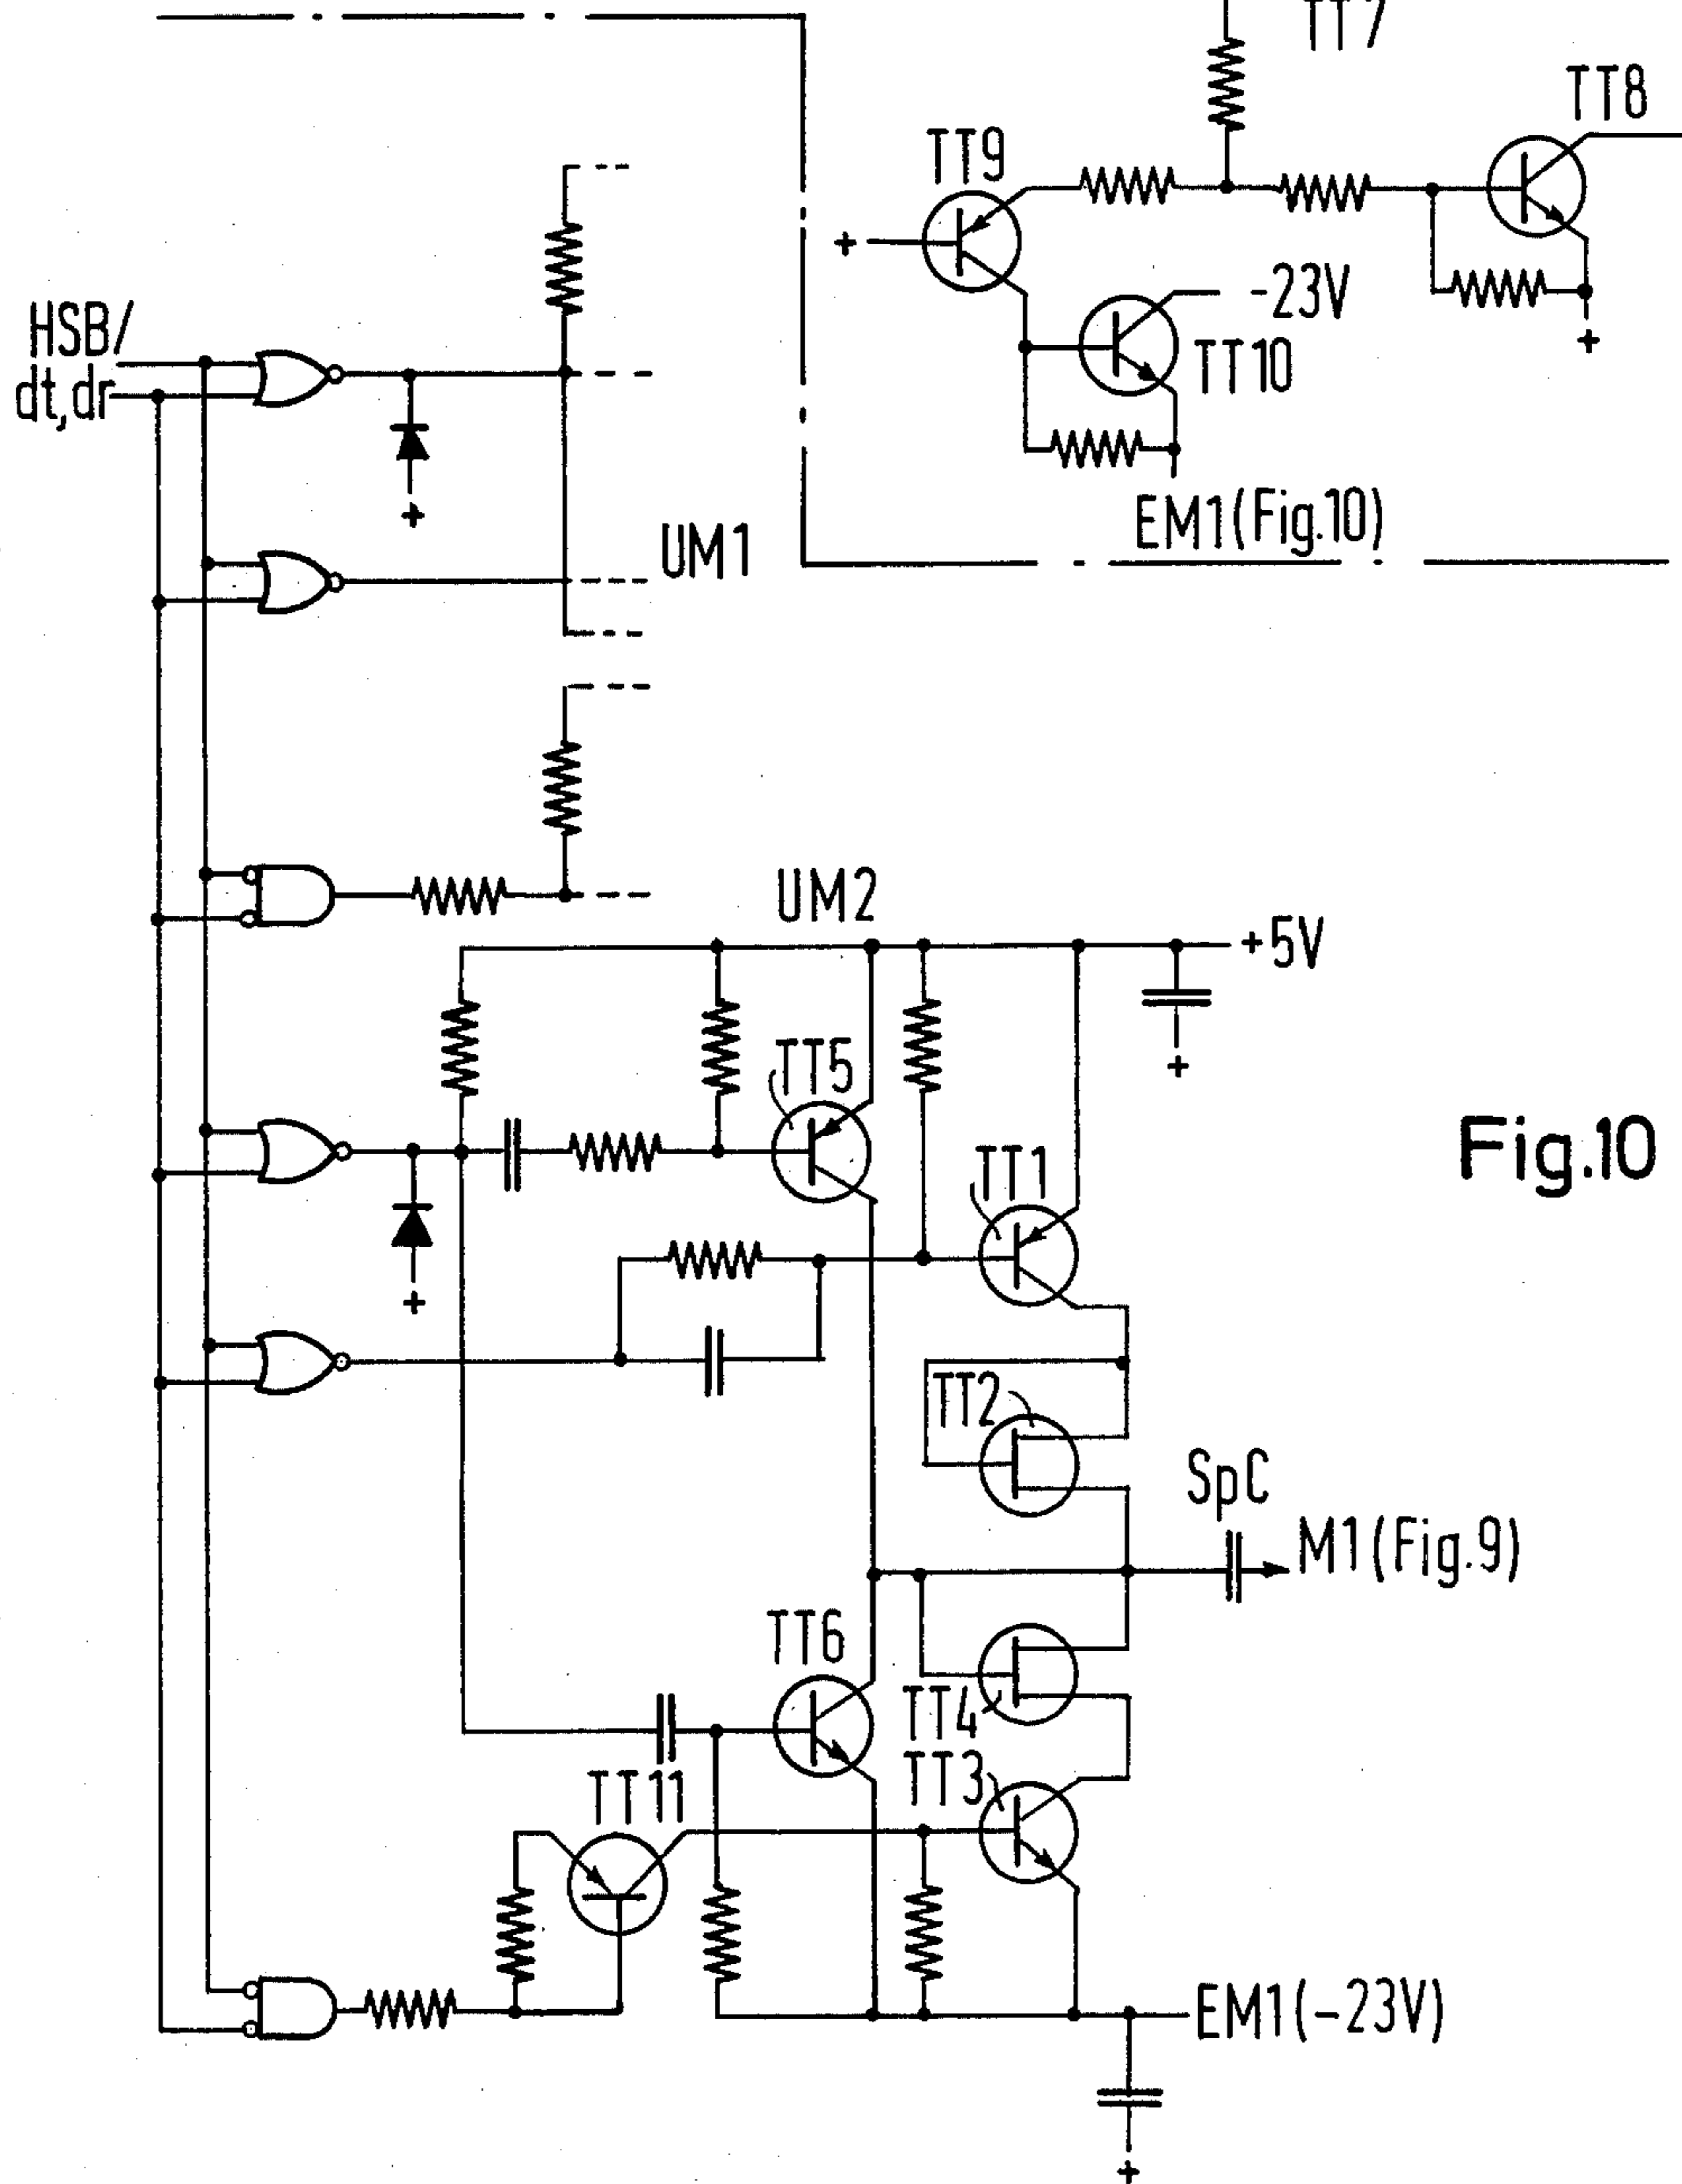 TT7
TT8
TT9
+
-23V
TT10
+
EM1(Fig.10)
HSB/
dt,dr
+
UM1
UM2
+5V
+
TT5
TT1
Fig.10
+
TT2
SpC
M1(Fig.9)
TT6
TT4
TT3
TT11
EM1(-23V)
+